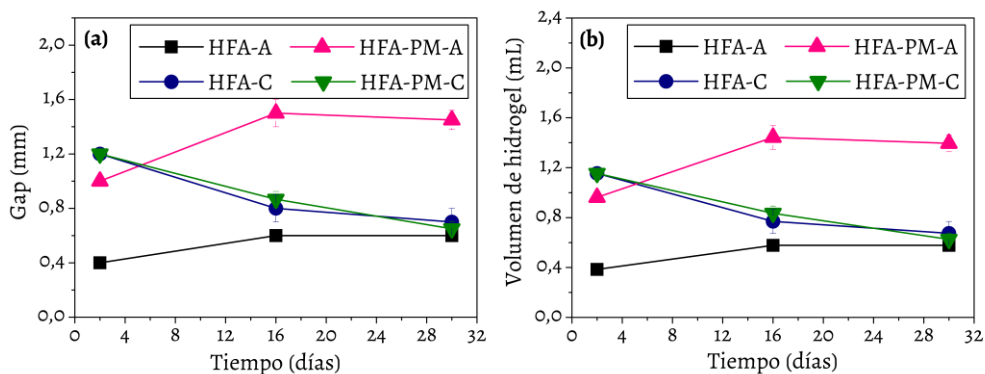 (a)
HFA-A
HFA-PM-A
HFA-C
HFA-PM-C
Gap (mm)
2,0
1,6
1,2
0,8
0,4
0,0
0 4 8 12 16 20 24 28 32
Tiempo (días)
(b)
HFA-A
HFA-PM-A
HFA-C
HFA-PM-C
Volumen de hidrogel (mL)
2,4
2,0
1,6
1,2
0,8
0,4
0,0
0 4 8 12 16 20 24 28 32
Tiempo (días)